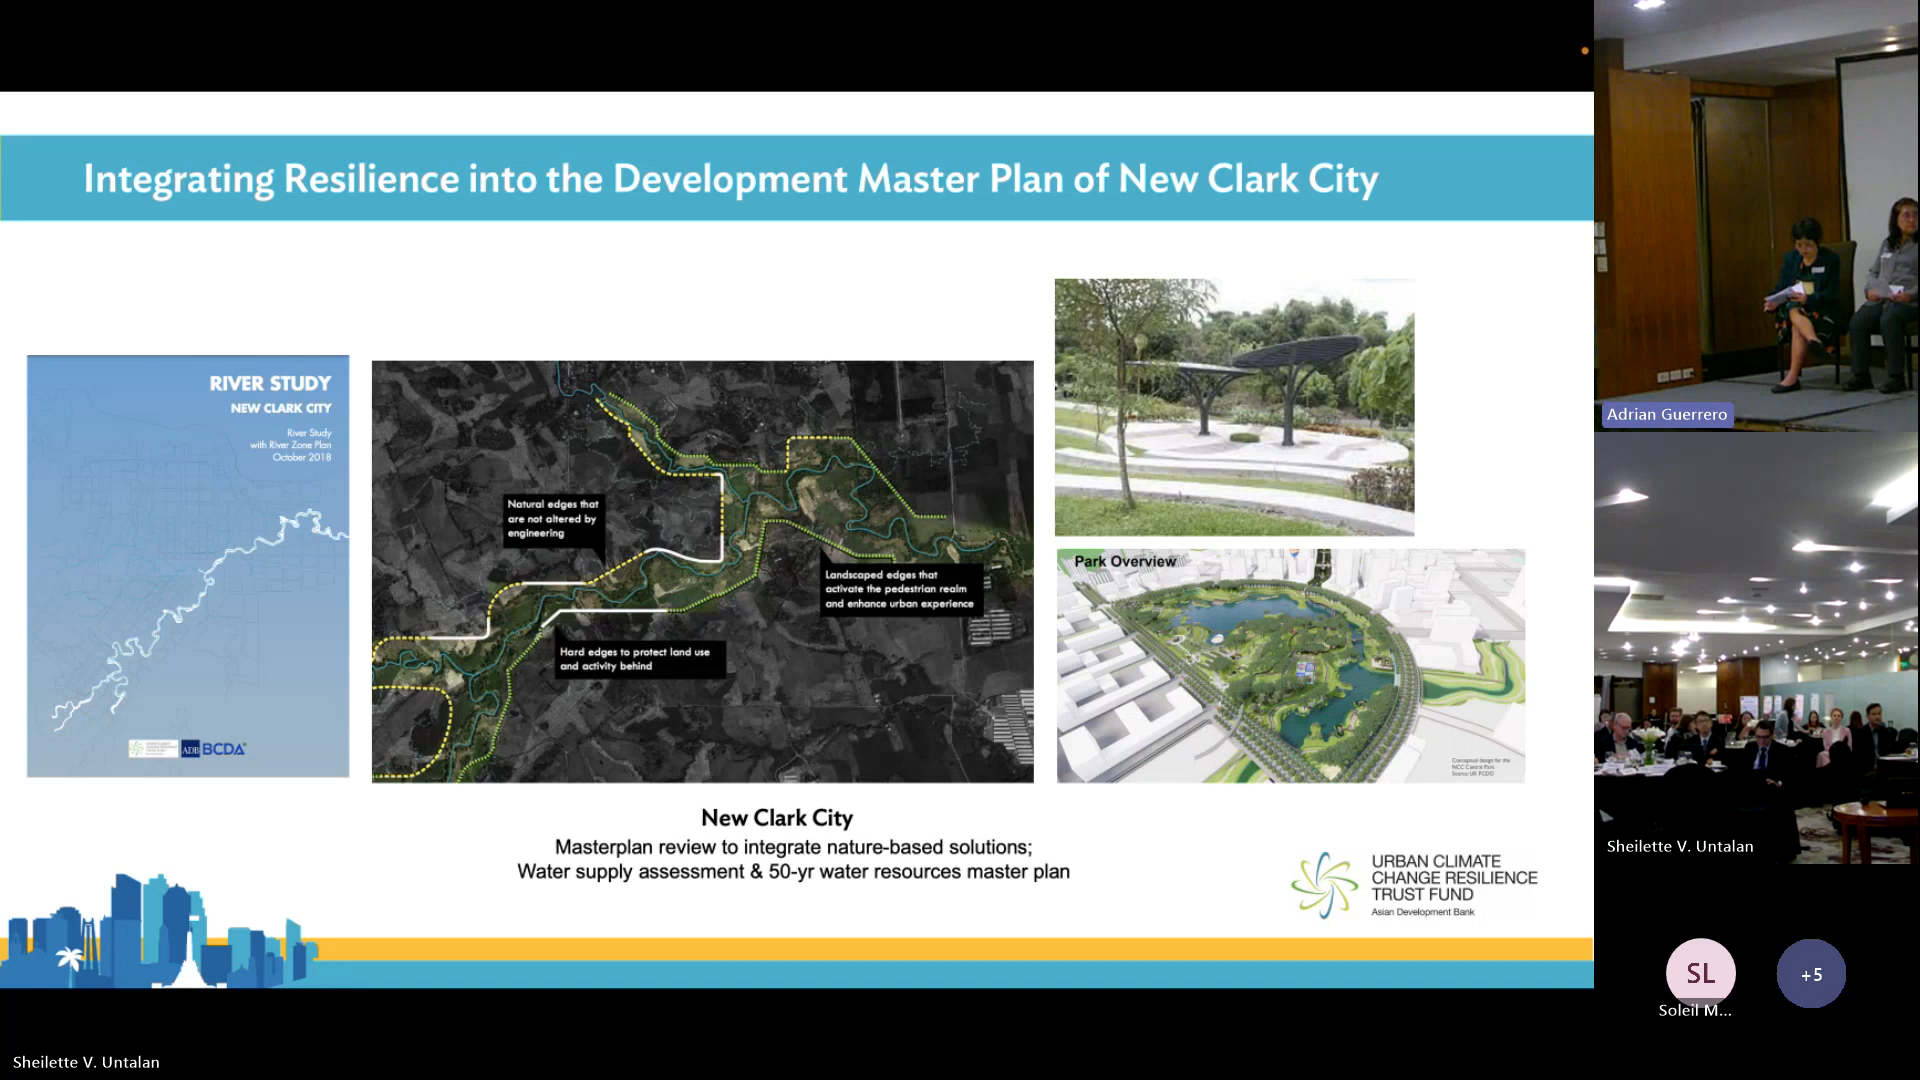 Integrating Resilience into the Development Master Plan of New Clark City
RIVER STUDY
NEW CLARK CITY
River Study
with River Zone Plan
October 2018
ADB BCDA
Natural edges that
are not altered by
engineering
Landscaped edges that
activate the pedestrian realm
and enhance urban experience
Hard edges to protect land use
and activity behind
Park Overview
Conceptual design for the
NCC Central Park
Source: UK PCDO
New Clark City
Masterplan review to integrate nature-based solutions;
Water supply assessment & 50-yr water resources master plan
URBAN CLIMATE
CHANGE RESILIENCE
TRUST FUND
Asian Development Bank
Adrian Guerrero
Sheilette V. Untalan
SL
+5
Soleil M...
Sheilette V. Untalan